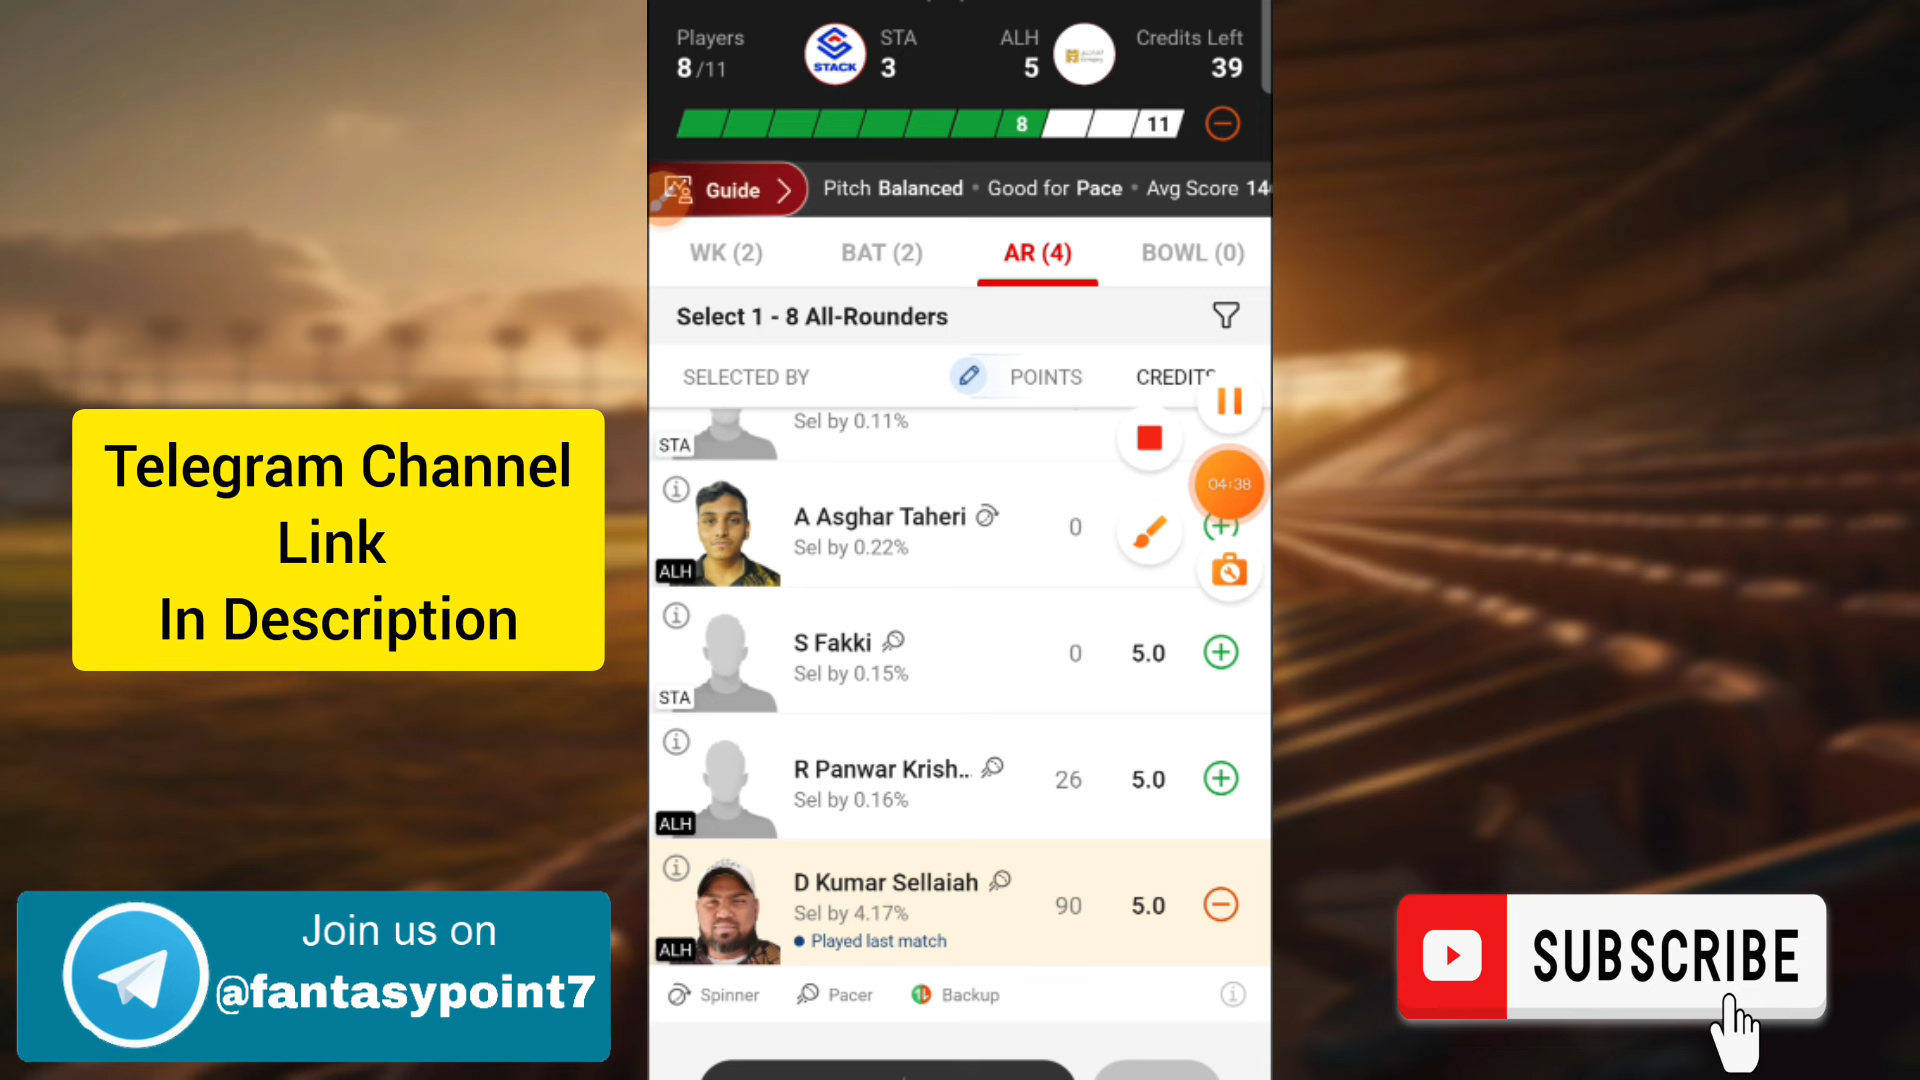 Players
8/11
STACK
STA
3
ALH
5
Credits Left
39
8
11
Guide
Pitch Balanced • Good for Pace • Avg Score 14
WK (2)
BAT (2)
AR (4)
BOWL (0)
Select 1 - 8 All-Rounders
SELECTED BY
POINTS
CREDITS
Sel by 0.11%
STA
A Asghar Taheri
Sel by 0.22%
0
ALH
04:38
S Fakki
Sel by 0.15%
0
5.0
STA
R Panwar Krish...
Sel by 0.16%
26
5.0
ALH
D Kumar Sellaiah
Sel by 4.17%
Played last match
90
5.0
ALH
Spinner
Pacer
Backup
Telegram Channel
Link
In Description
Join us on
@fantasypoint7
SUBSCRIBE